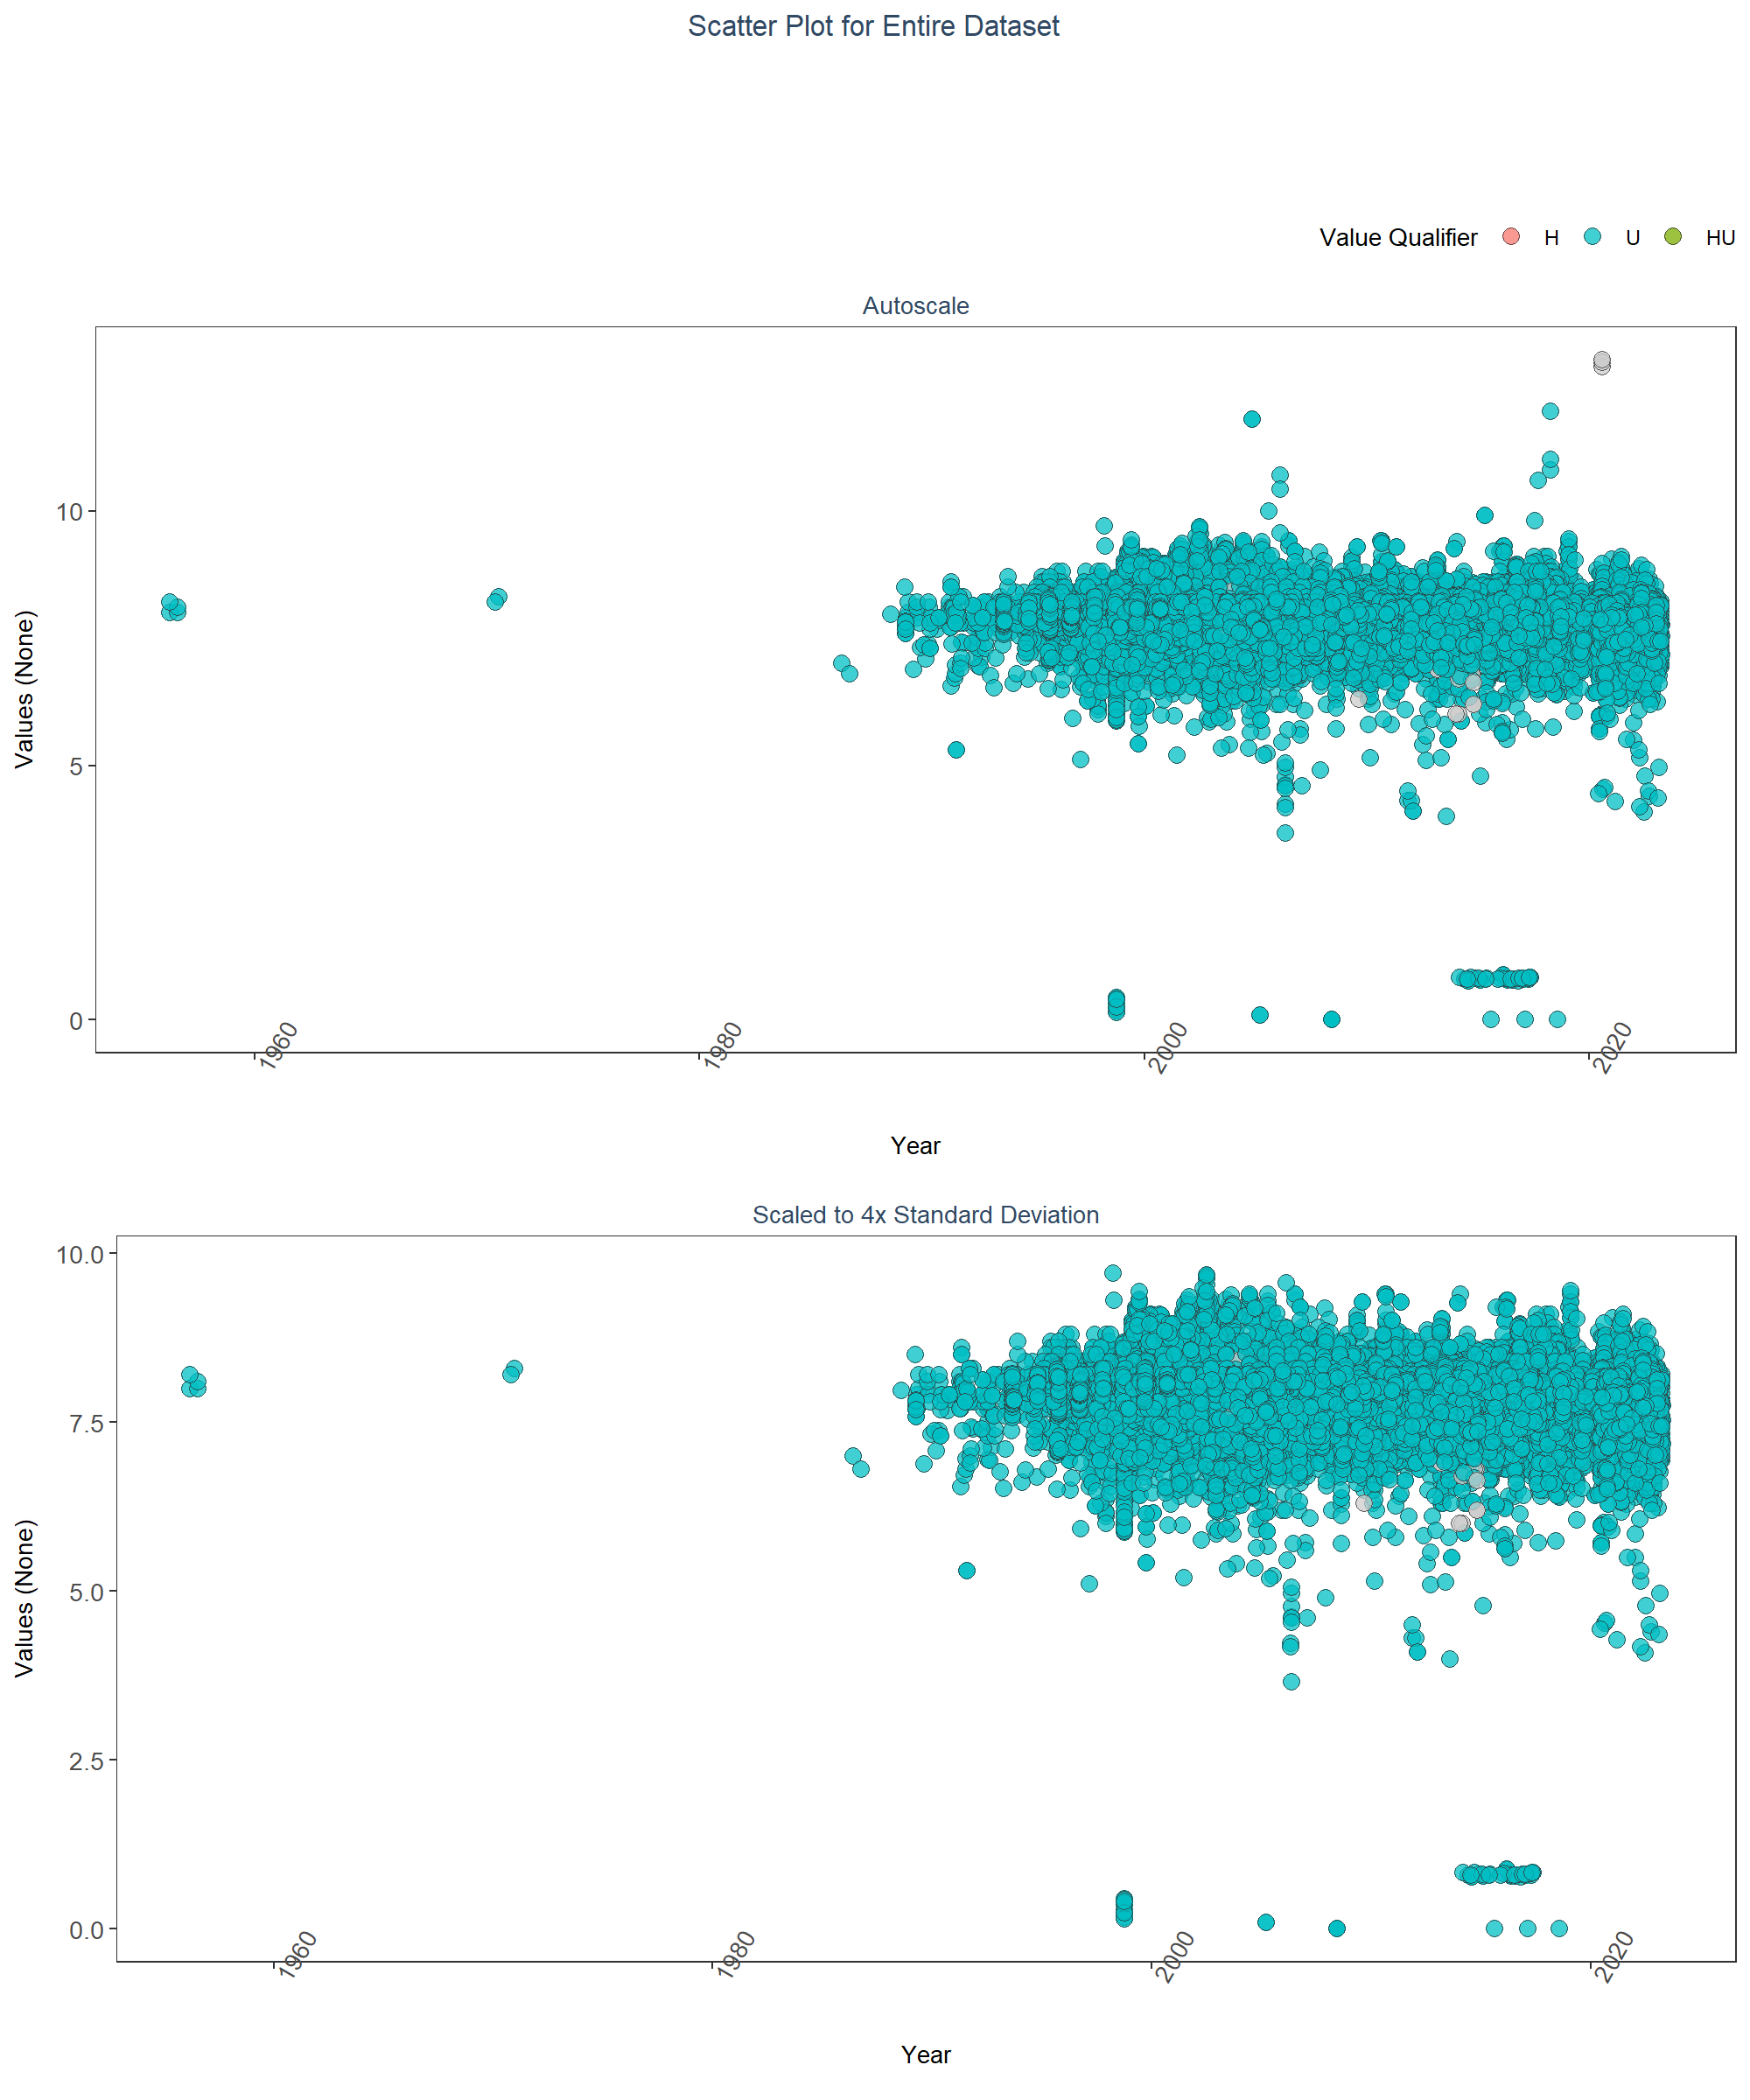 Scatter Plot for Entire Dataset
Value Qualifier H U HU
Autoscale
Values (None)
10
5
0
1960 1980 2000 2020
Year
Scaled to 4x Standard Deviation
Values (None)
10.0
7.5
5.0
2.5
0.0
1960 1980 2000 2020
Year